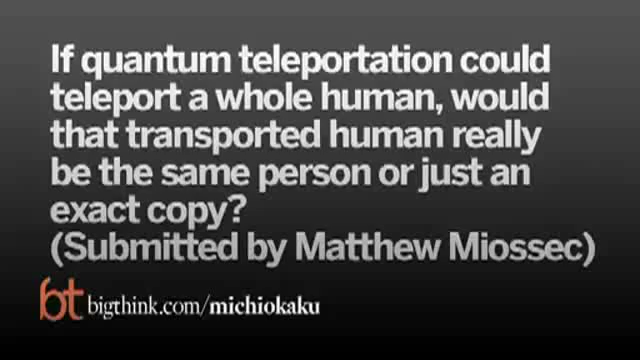 If quantum teleportation could
teleport a whole human, would
that transported human really
be the same person or just an
exact copy?
(Submitted by Matthew Miossec)
bt bigthink.com/michiokaku